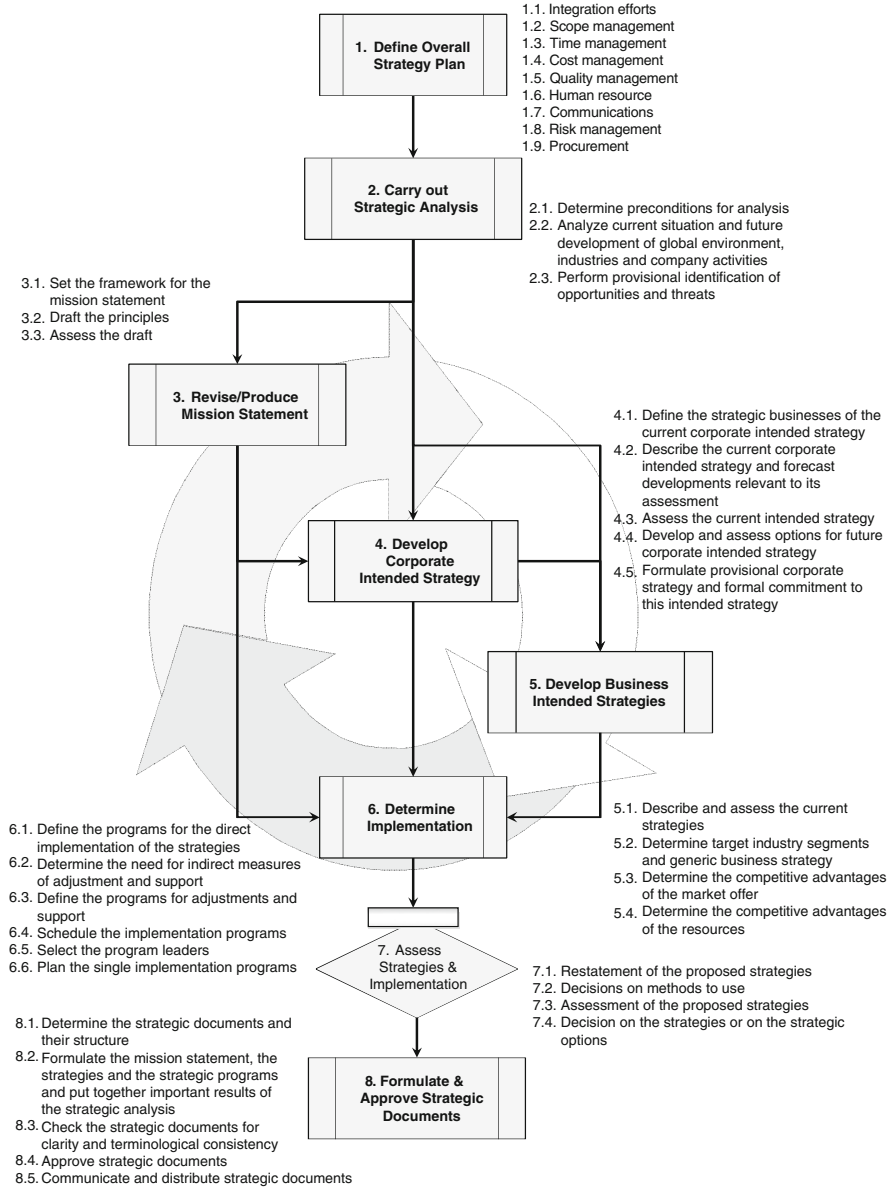 1. Define Overall
Strategy Plan
1.1. Integration efforts
1.2. Scope management
1.3. Time management
1.4. Cost management
1.5. Quality management
1.6. Human resource
1.7. Communications
1.8. Risk management
1.9. Procurement
2. Carry out
Strategic Analysis
2.1. Determine preconditions for analysis
2.2. Analyze current situation and future
development of global environment,
industries and company activities
2.3. Perform provisional identification of
opportunities and threats
3.1. Set the framework for the
mission statement
3.2. Draft the principles
3.3. Assess the draft
3. Revise/Produce
Mission Statement
4.1. Define the strategic businesses of the
current corporate intended strategy
4.2. Describe the current corporate
intended strategy and forecast
developments relevant to its
assessment
4.3. Assess the current intended strategy
4.4. Develop and assess options for future
corporate intended strategy
4.5. Formulate provisional corporate
strategy and formal commitment to
this intended strategy
4. Develop
Corporate
Intended Strategy
5. Develop Business
Intended Strategies
6. Determine
Implementation
5.1. Describe and assess the current
strategies
5.2. Determine target industry segments
and generic business strategy
5.3. Determine the competitive advantages
of the market offer
5.4. Determine the competitive advantages
of the resources
6.1. Define the programs for the direct
implementation of the strategies
6.2. Determine the need for indirect measures
of adjustment and support
6.3. Define the programs for adjustments and
support
6.4. Schedule the implementation programs
6.5. Select the program leaders
6.6. Plan the single implementation programs
7. Assess
Strategies &
Implementation
7.1. Restatement of the proposed strategies
7.2. Decisions on methods to use
7.3. Assessment of the proposed strategies
7.4. Decision on the strategies or on the strategic
options
8.1. Determine the strategic documents and
their structure
8.2. Formulate the mission statement, the
strategies and the strategic programs
and put together important results of
the strategic analysis
8.3. Check the strategic documents for
clarity and terminological consistency
8.4. Approve strategic documents
8.5. Communicate and distribute strategic documents
8. Formulate &
Approve Strategic
Documents